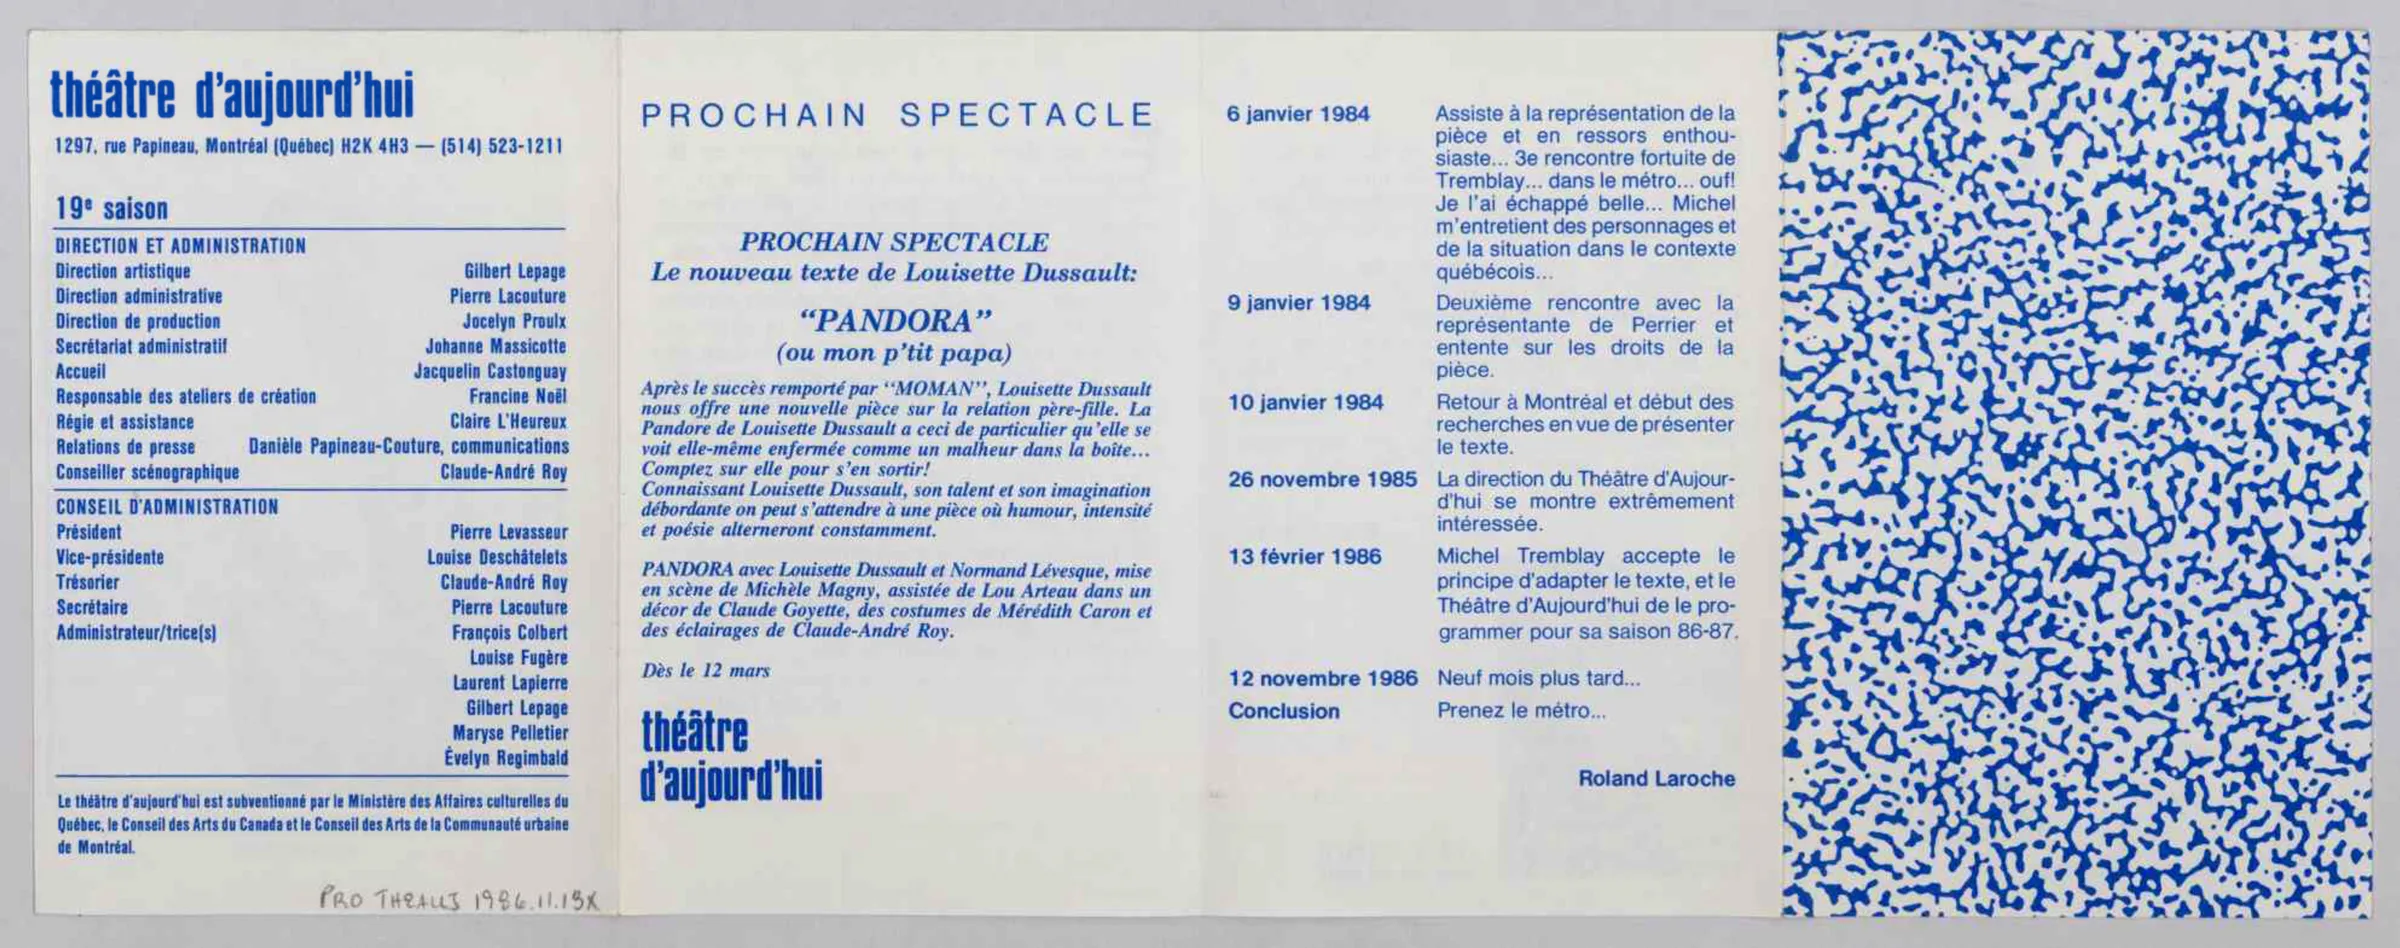 théâtre d'aujourd'hui
1297, rue Papineau, Montréal (Québec) H2K 4H3 — (514) 523-1211
19e saison
DIRECTION ET ADMINISTRATION
Direction artistique Gilbert Lepage
Direction administrative Pierre Lacouture
Direction de production Jocelyn Proulx
Secrétariat administratif Johanne Massicotte
Accueil Jacquelin Castonguay
Responsable des ateliers de création Francine Noël
Régie et assistance Claire L'Heureux
Relations de presse Danièle Papineau-Couture, communications
Conseiller scénographique Claude-André Roy
CONSEIL D'ADMINISTRATION
Président Pierre Levasseur
Vice-présidente Louise Deschâtelets
Trésorier Claude-André Roy
Secrétaire Pierre Lacouture
Administrateur/trice(s) François Colbert
Louise Fugère
Laurent Lapierre
Gilbert Lepage
Maryse Pelletier
Évelyn Regimbald
Le théâtre d'aujourd'hui est subventionné par le Ministère des Affaires culturelles du
Québec, le Conseil des Arts du Canada et le Conseil des Arts de la Communauté urbaine
de Montréal.
PRO THEAUJ 1986.11.13X
PROCHAIN SPECTACLE
PROCHAIN SPECTACLE
Le nouveau texte de Louisette Dussault:
"PANDORA"
(ou mon p'tit papa)
Après le succès remporté par "MOMAN", Louisette Dussault
nous offre une nouvelle pièce sur la relation père-fille. La
Pandore de Louisette Dussault a ceci de particulier qu'elle se
voit elle-même enfermée comme un malheur dans la boîte...
Comptez sur elle pour s'en sortir!
Connaissant Louisette Dussault, son talent et son imagination
débordante on peut s'attendre à une pièce où humour, intensité
et poésie alterneront constamment.
PANDORA avec Louisette Dussault et Normand Lévesque, mise
en scène de Michèle Magny, assistée de Lou Arteau dans un
décor de Claude Goyette, des costumes de Mérédith Caron et
des éclairages de Claude-André Roy.
Dès le 12 mars
théâtre
d'aujourd'hui
6 janvier 1984 Assiste à la représentation de la
pièce et en ressors enthou-
siaste... 3e rencontre fortuite de
Tremblay... dans le métro... ouf!
Je l'ai échappé belle... Michel
m'entretient des personnages et
de la situation dans le contexte
québécois...
9 janvier 1984 Deuxième rencontre avec la
représentante de Perrier et
entente sur les droits de la
pièce.
10 janvier 1984 Retour à Montréal et début des
recherches en vue de présenter
le texte.
26 novembre 1985 La direction du Théâtre d'Aujour-
d'hui se montre extrêmement
intéressée.
13 février 1986 Michel Tremblay accepte le
principe d'adapter le texte, et le
Théâtre d'Aujourd'hui de le pro-
grammer pour sa saison 86-87.
12 novembre 1986 Neuf mois plus tard...
Conclusion Prenez le métro...
Roland Laroche